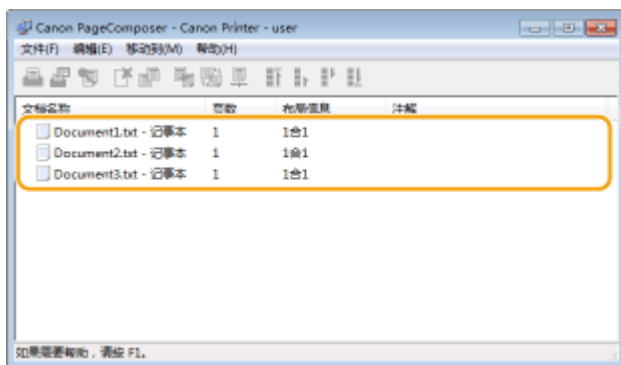 Canon PageComposer - Canon Printer - user
文件(F) 编辑(E) 移动到(M) 帮助(H)
文档名称 页数 布局信息 注解
Document1.txt - 记事本 1 1合1
Document2.txt - 记事本 1 1合1
Document3.txt - 记事本 1 1合1
如果需要帮助，请按 F1。